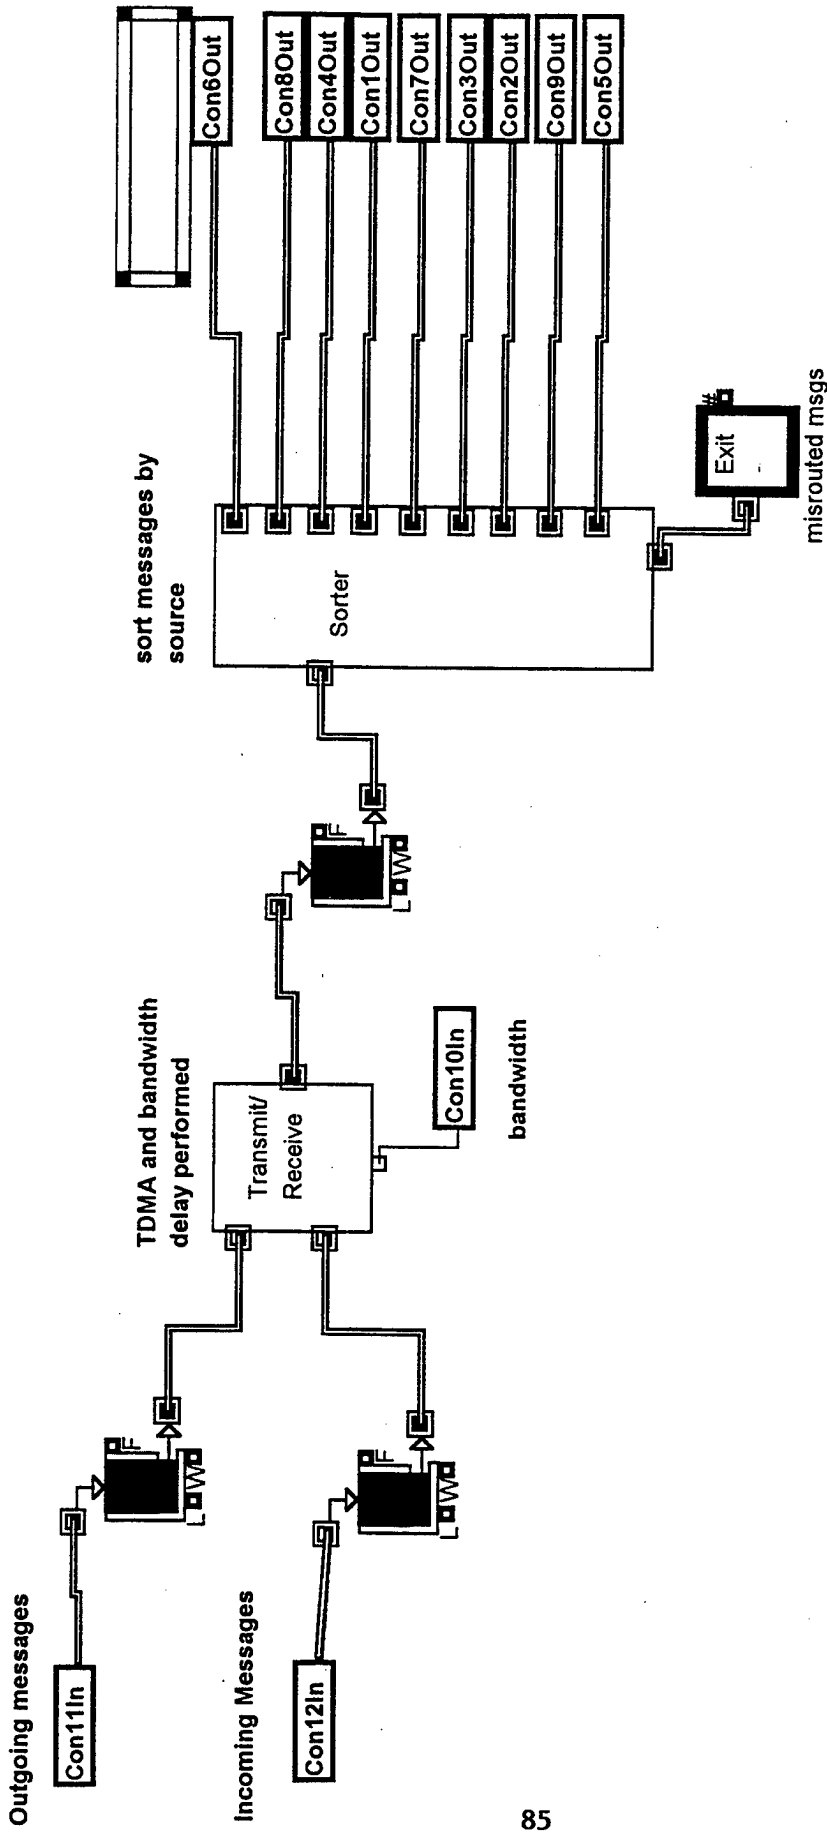 Outgoing messages
Con11In
F
L W
Incoming Messages
Con12In
F
L W
TDMA and bandwidth
delay performed
Transmit/
Receive
Con10In
bandwidth
F
L W
sort messages by
source
Sorter
Con6Out
Con8Out
Con4Out
Con1Out
Con7Out
Con3Out
Con2Out
Con9Out
Con5Out
#
Exit
-
misrouted msgs
85